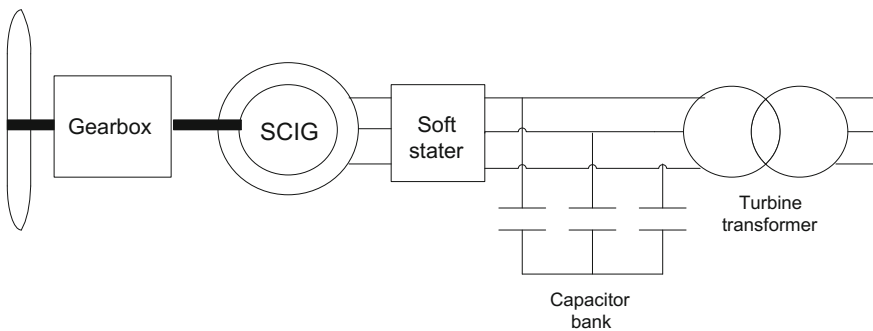 Gearbox
SCIG
Soft
stater
Turbine
transformer
Capacitor
bank